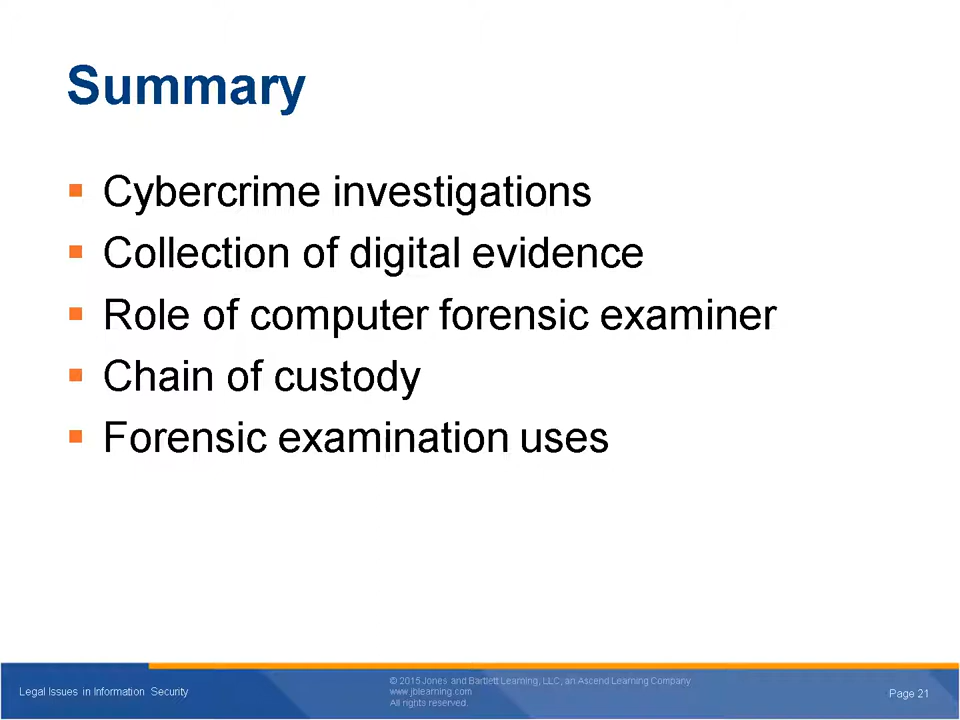 Summary
Cybercrime investigations
Collection of digital evidence
Role of computer forensic examiner
Chain of custody
Forensic examination uses
Legal Issues in Information Security
© 2015 Jones and Bartlett Learning, LLC, an Ascend Learning Company
www.jblearning.com
All rights reserved.
Page 21